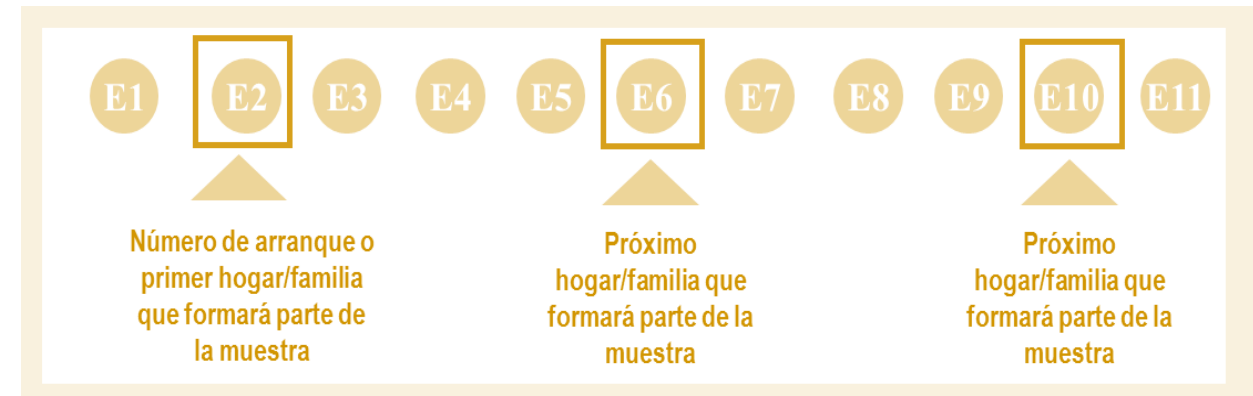 E1 E2 E3 E4 E5 E6 E7 E8 E9 E10 E11
Número de arranque o
primer hogar/familia
que formará parte de
la muestra
Próximo
hogar/familia que
formará parte de la
muestra
Próximo
hogar/familia que
formará parte de la
muestra